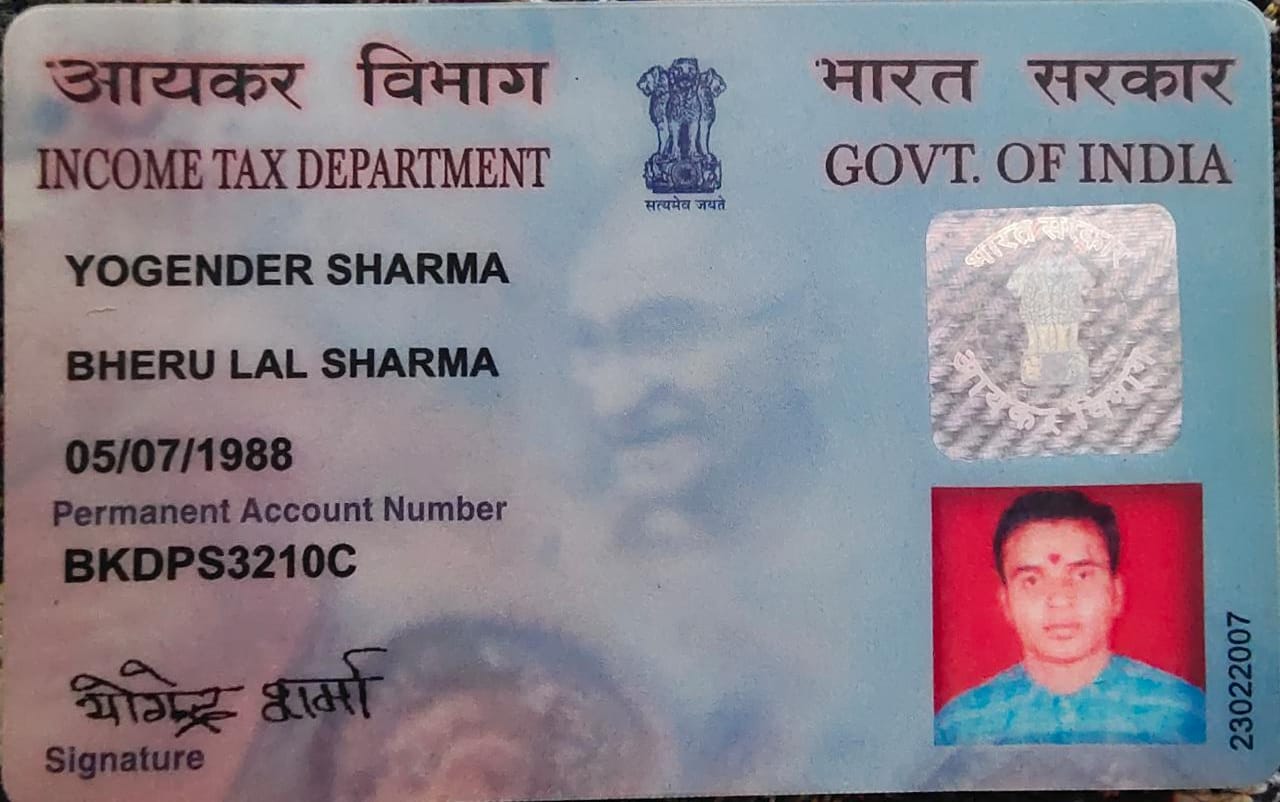 आयकर विभाग
INCOME TAX DEPARTMENT
सत्यमेव जयते
भारत सरकार
GOVT. OF INDIA
भारत सरकार
आयकर विभाग
YOGENDER SHARMA
BHERU LAL SHARMA
05/07/1988
Permanent Account Number
BKDPS3210C
योगेन्द्र शर्मा
Signature
23022007